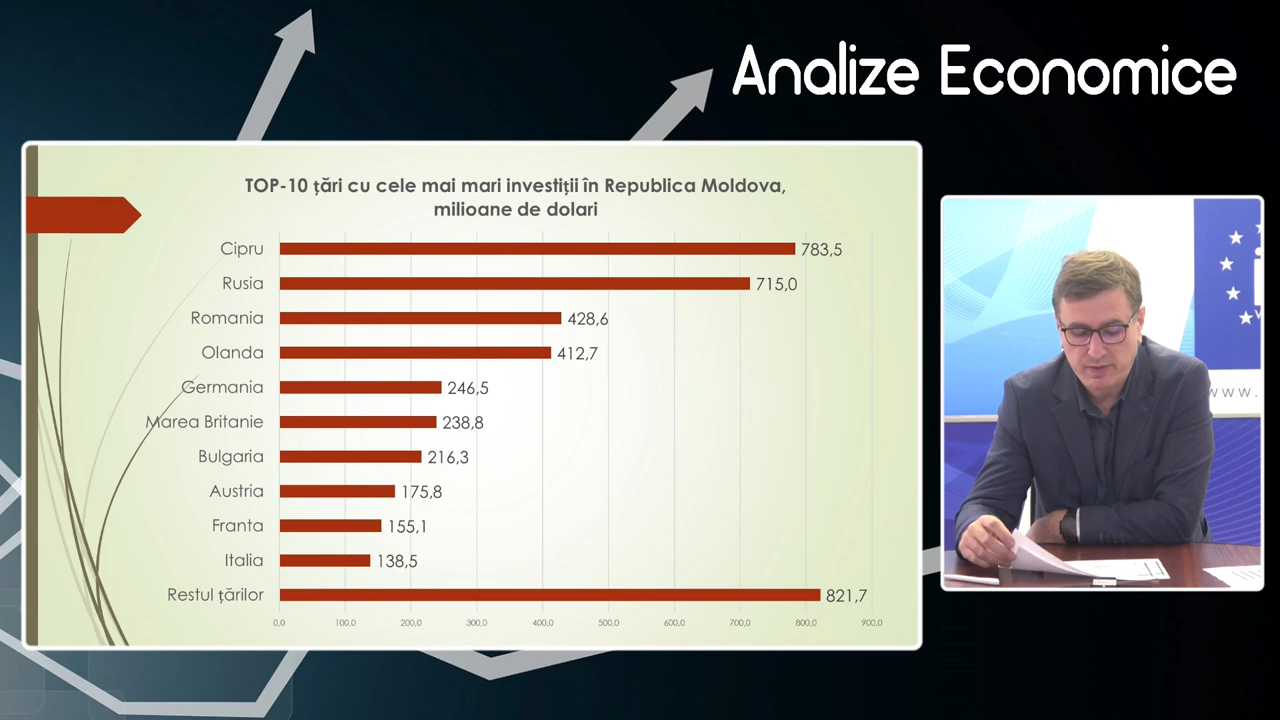 Analize Economice
TOP-10 țări cu cele mai mari investiții în Republica Moldova,
milioane de dolari
Cipru 783,5
Rusia 715,0
Romania 428,6
Olanda 412,7
Germania 246,5
Marea Britanie 238,8
Bulgaria 216,3
Austria 175,8
Franta 155,1
Italia 138,5
Restul țărilor 821,7
0,0 100,0 200,0 300,0 400,0 500,0 600,0 700,0 800,0 900,0
www.